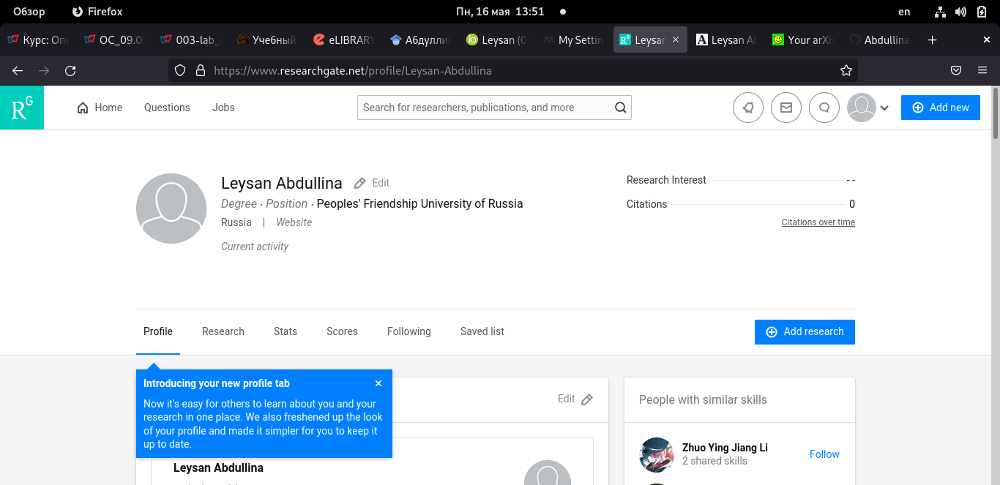 Обзор Firefox Пн, 16 мая 13:51 en
Курс: Опе ОС_09.0 003-lab_ Учебный eLIBRARY Абдулли Leysan (0 My Settin Leysan Leysan Ab Your arXiv Abdullina
https://www.researchgate.net/profile/Leysan-Abdullina
RG Home Questions Jobs Search for researchers, publications, and more Add new
Leysan Abdullina Edit
Degree · Position · Peoples' Friendship University of Russia
Russia | Website
Current activity
Research Interest - -
Citations 0
Citations over time
Profile Research Stats Scores Following Saved list Add research
Introducing your new profile tab
Now it's easy for others to learn about you and your
research in one place. We also freshened up the look
of your profile and made it simpler for you to keep it
up to date.
Edit
Leysan Abdullina
People with similar skills
Zhuo Ying Jiang Li
2 shared skills
Follow